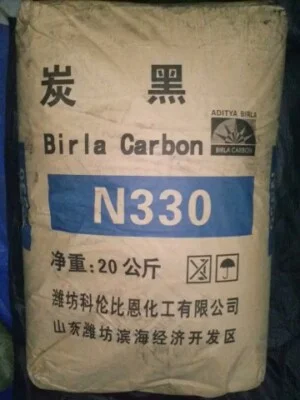 炭黑
ADITYA BIRLA
BIRLA CARBON
Birla Carbon
N330
净重:20公斤
潍坊科伦比恩化工有限公司
山东潍坊滨海经济开发区